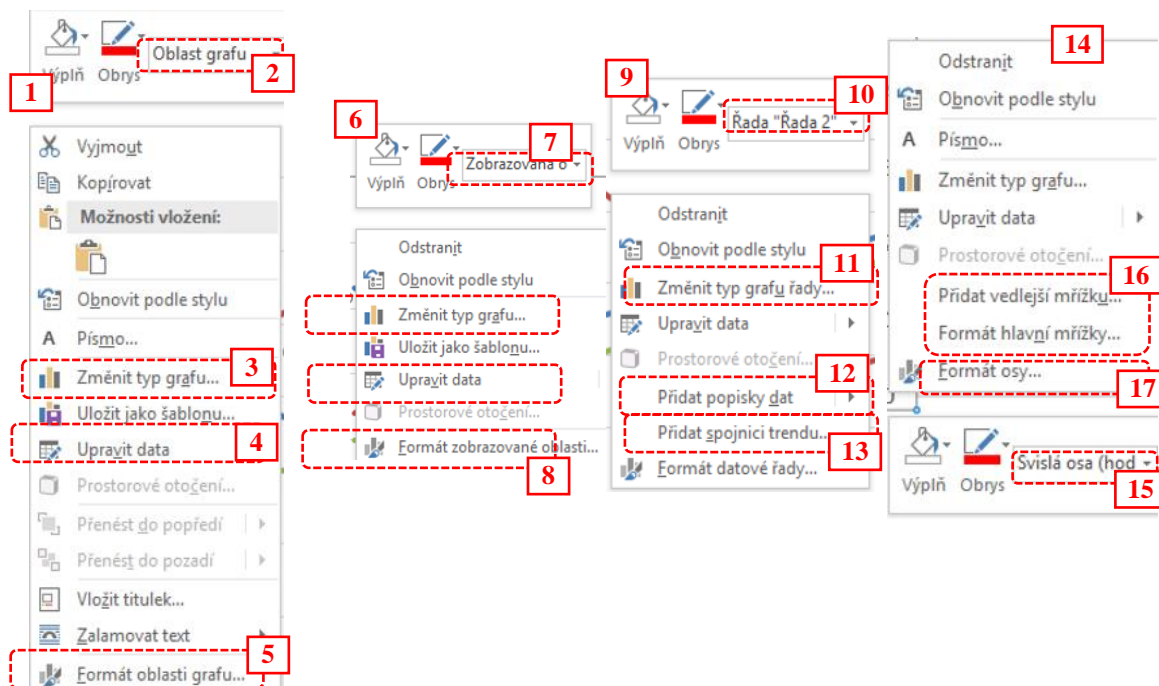 Oblast grafu
2
Výplň Obrys
1
Vyjmout
Kopírovat
Možnosti vložení:
Obnovit podle stylu
A Písmo...
Změnit typ grafu...
3
Uložit jako šablonu...
4
Upravit data
Prostorové otočení...
Přenést do popředí
Přenést do pozadí
Vložit titulek...
Zalamovat text
5
Formát oblasti grafu...
6
7
Zobrazovaná o
Výplň Obrys
Odstranit
Obnovit podle stylu
Změnit typ grafu...
Uložit jako šablonu...
Upravit data
Prostorové otočení...
Formát zobrazované oblasti...
8
9
10
Řada "Řada 2"
Výplň Obrys
Odstranit
Obnovit podle stylu
11
Změnit typ grafu řady...
Upravit data
Prostorové otočení...
12
Přidat popisky dat
Přidat spojnici trendu...
13
Formát datové řady...
14
Odstranit
Obnovit podle stylu
A Písmo...
Změnit typ grafu...
Upravit data
Prostorové otočení...
16
Přidat vedlejší mřížku...
Formát hlavní mřížky...
Formát osy...
17
Svislá osa (hod
Výplň Obrys
15